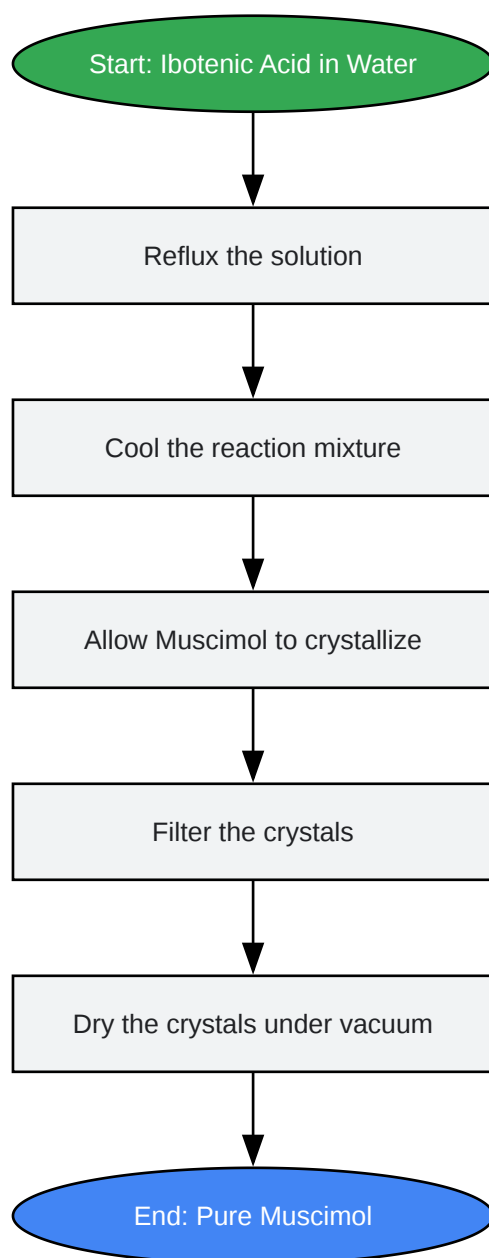 Start: Ibotenic Acid in Water
Reflux the solution
Cool the reaction mixture
Allow Muscimol to crystallize
Filter the crystals
Dry the crystals under vacuum
End: Pure Muscimol